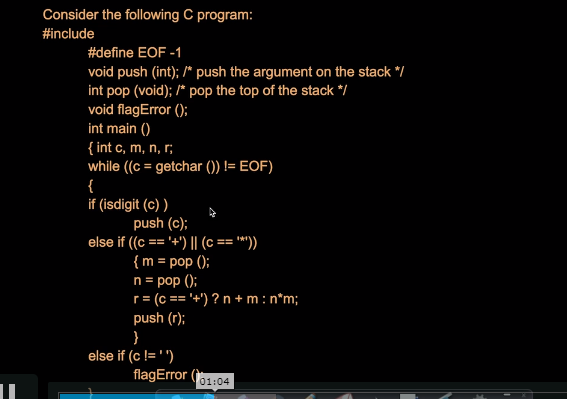 Consider the following C program:
#include
#define EOF -1
void push (int); /* push the argument on the stack */
int pop (void); /* pop the top of the stack */
void flagError ();
int main ()
{ int c, m, n, r;
while ((c = getchar ()) != EOF)
{
if (isdigit (c) )
push (c);
else if ((c == '+') || (c == '*'))
{ m = pop ();
n = pop ();
r = (c == '+') ? n + m : n*m;
push (r);
}
else if (c != ' ')
flagError ();
01:04
}